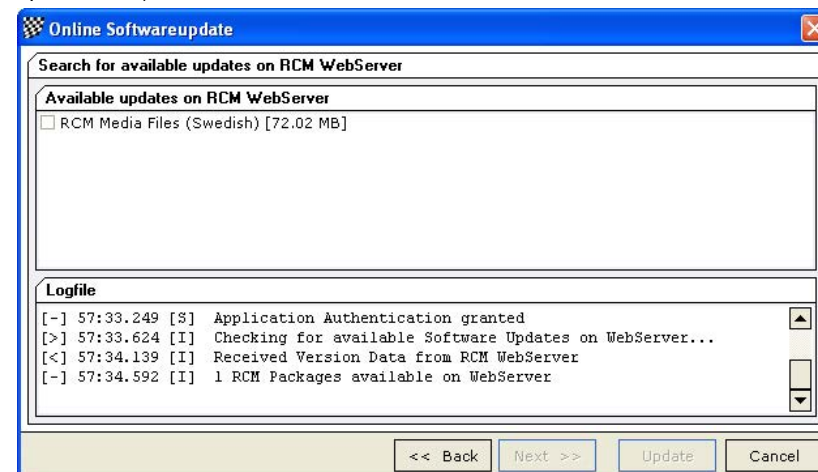 Online Softwareupdate
Search for available updates on RCM WebServer
Available updates on RCM WebServer
RCM Media Files (Swedish) [72.02 MB]
Logfile
[-] 57:33.249 [S] Application Authentication granted
[>] 57:33.624 [I] Checking for available Software Updates on WebServer...
[<] 57:34.139 [I] Received Version Data from RCM WebServer
[-] 57:34.592 [I] 1 RCM Packages available on WebServer
<< Back Next >> Update Cancel